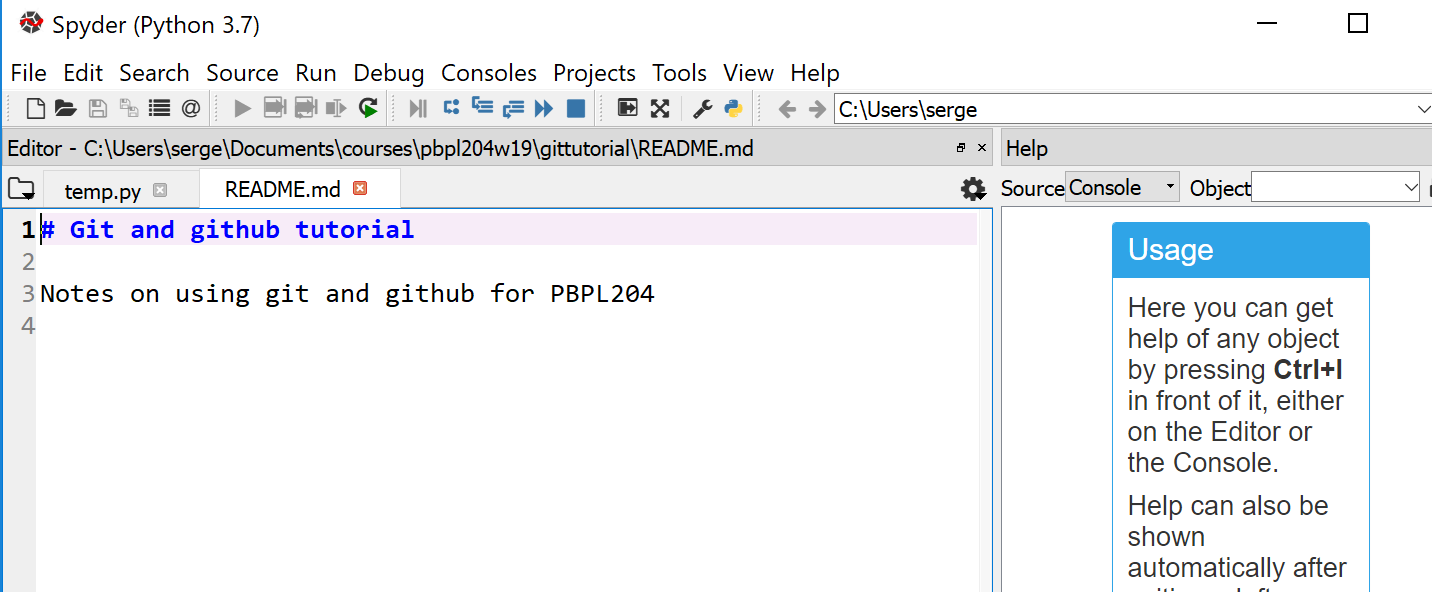 Spyder (Python 3.7)
File Edit Search Source Run Debug Consoles Projects Tools View Help
C:\Users\serge
Editor - C:\Users\serge\Documents\courses\pbpl204w19\gittutorial\README.md
Help
temp.py
README.md
Source Console Object
1 # Git and github tutorial
2
3 Notes on using git and github for PBPL204
4
Usage
Here you can get
help of any object
by pressing Ctrl+I
in front of it, either
on the Editor or
the Console.
Help can also be
shown
automatically after